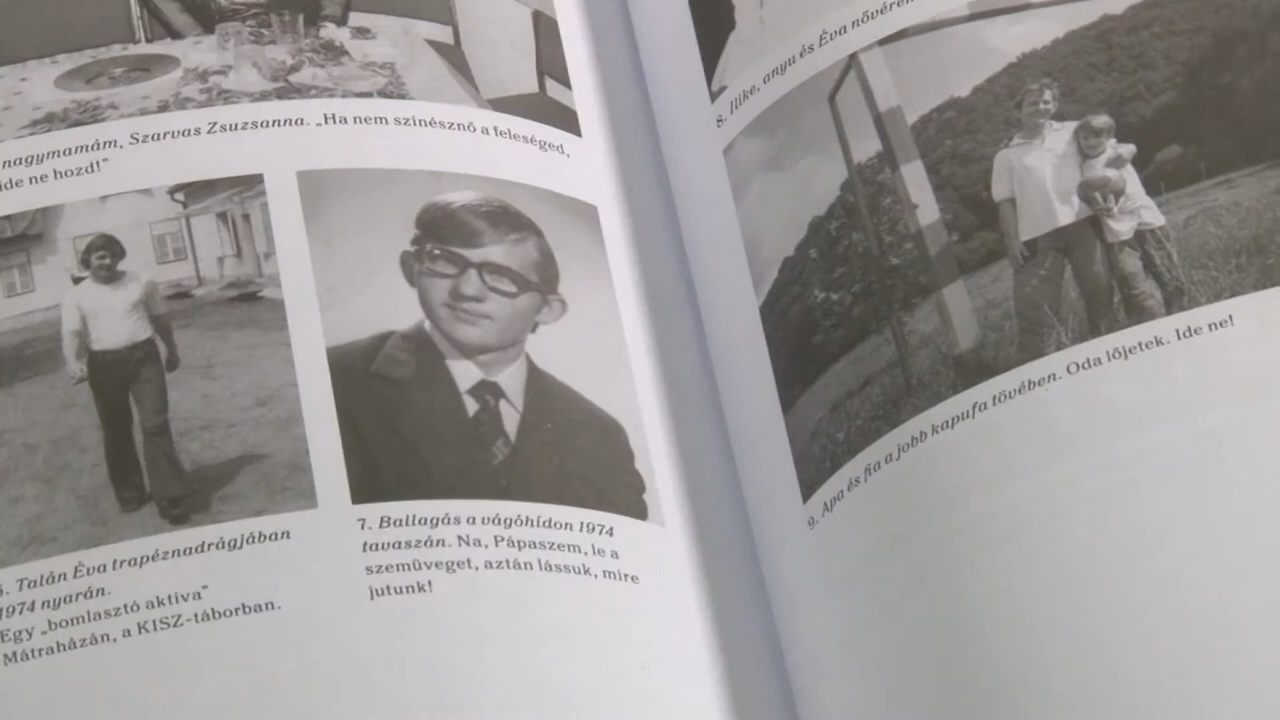 nagymamám, Szarvas Zsuzsanna. „Ha nem színésznő a feleséged,
ide ne hozd!”
Talán Éva trapéznadrágjában
1974 nyarán.
Egy „bomlasztó aktiva”
Mátraházán, a KISZ-táborban.
7. Ballagás a vágóhídon 1974
tavaszán. Na, Pápaszem, le a
szemüveget, aztán lássuk, mire
jutunk!
8. Ilike, anyu és Éva
9. Apa és fia a jobb kapufa tövében. Oda lőjetek. Ide ne!